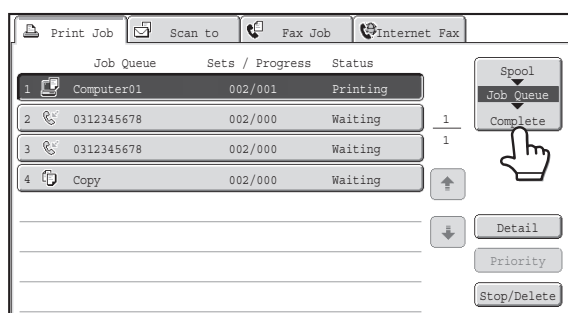 Print Job Scan to Fax Job Internet Fax
Job Queue Sets / Progress Status
1 Computer01 002/001 Printing
2 0312345678 002/000 Waiting
3 0312345678 002/000 Waiting
4 Copy 002/000 Waiting
1
1
Spool
Job Queue
Complete
Detail
Priority
Stop/Delete